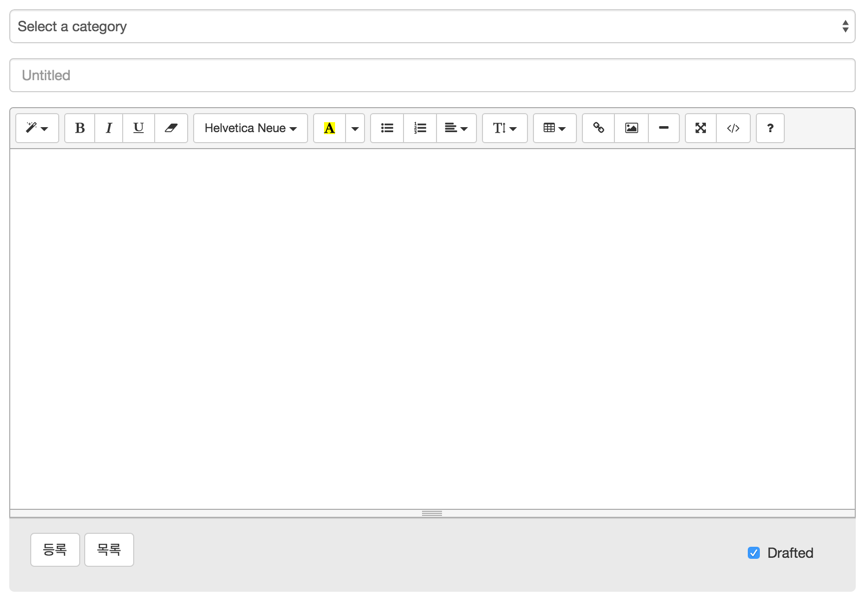 Select a category
Untitled
B I U Helvetica Neue A TI </> ?
등록 목록 Drafted